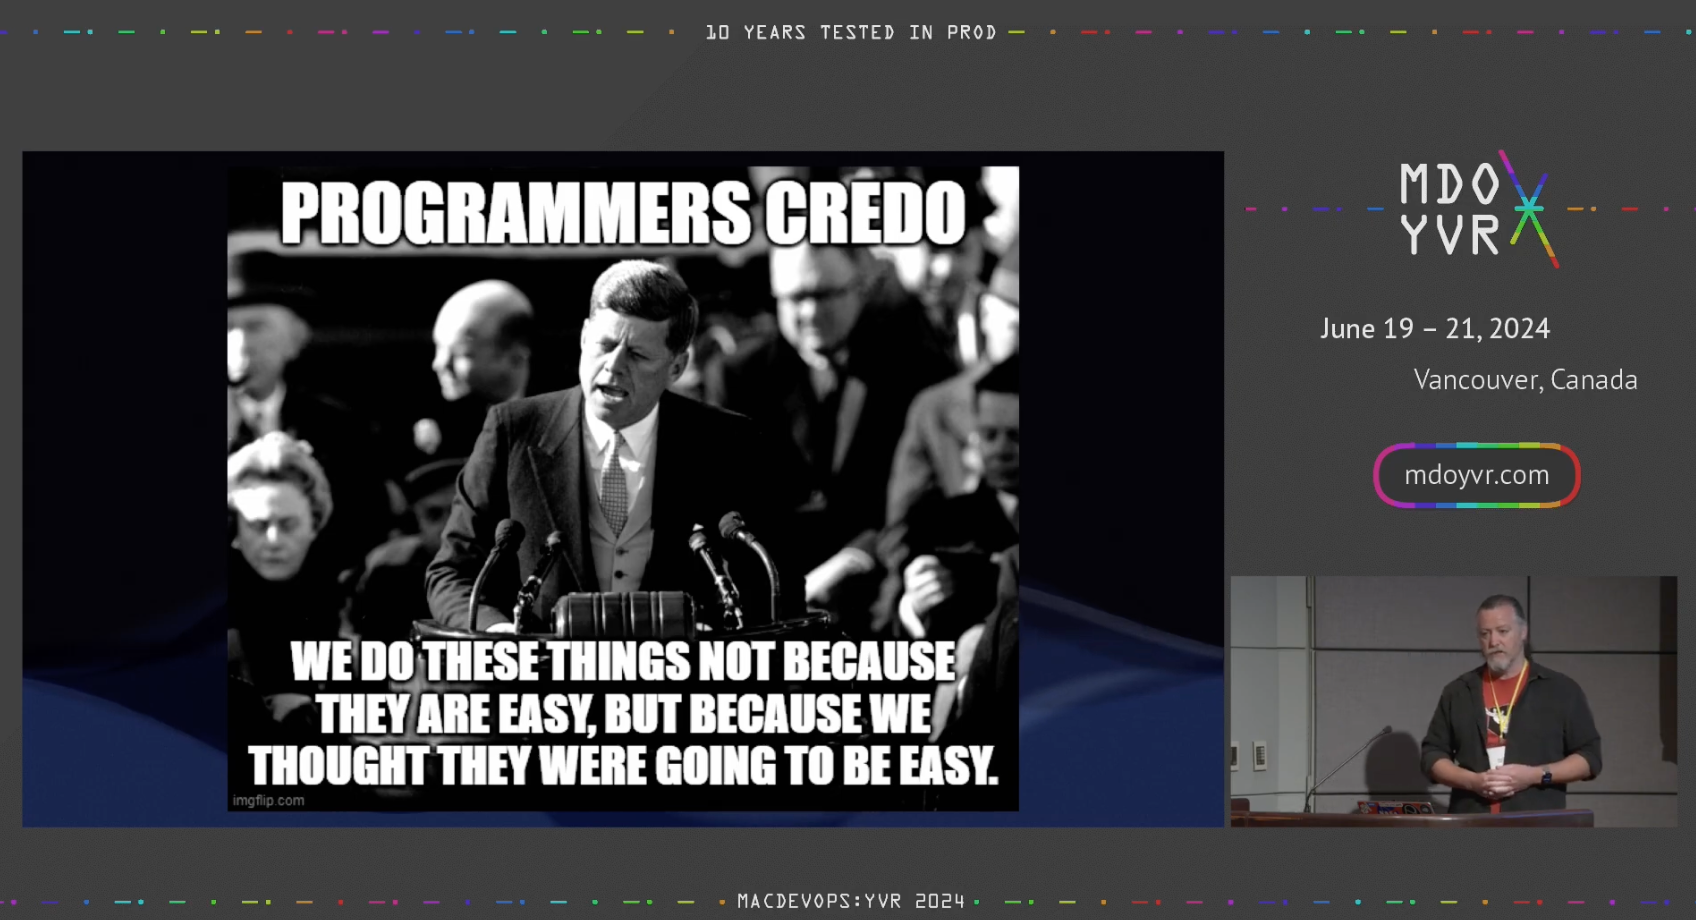 10 YEARS TESTED IN PROD
PROGRAMMERS CREDO
WE DO THESE THINGS NOT BECAUSE
THEY ARE EASY, BUT BECAUSE WE
THOUGHT THEY WERE GOING TO BE EASY.
imgflip.com
MDO
YVR
June 19 – 21, 2024
Vancouver, Canada
mdoyvr.com
MACDEVOPS:YVR 2024